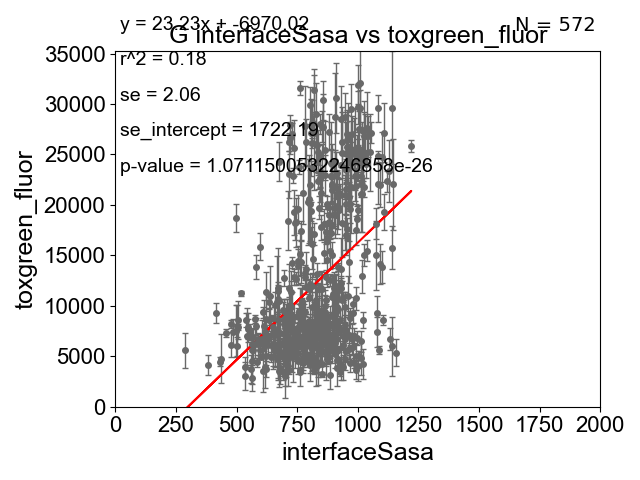 y = 23.23x + -6970.02
N = 572
G interfaceSasa vs toxgreen_fluor
r^2 = 0.18
se = 2.06
se_intercept = 1722.19
p-value = 1.0711500532246858e-26
toxgreen_fluor
35000
30000
25000
20000
15000
10000
5000
0
0 250 500 750 1000 1250 1500 1750 2000
interfaceSasa